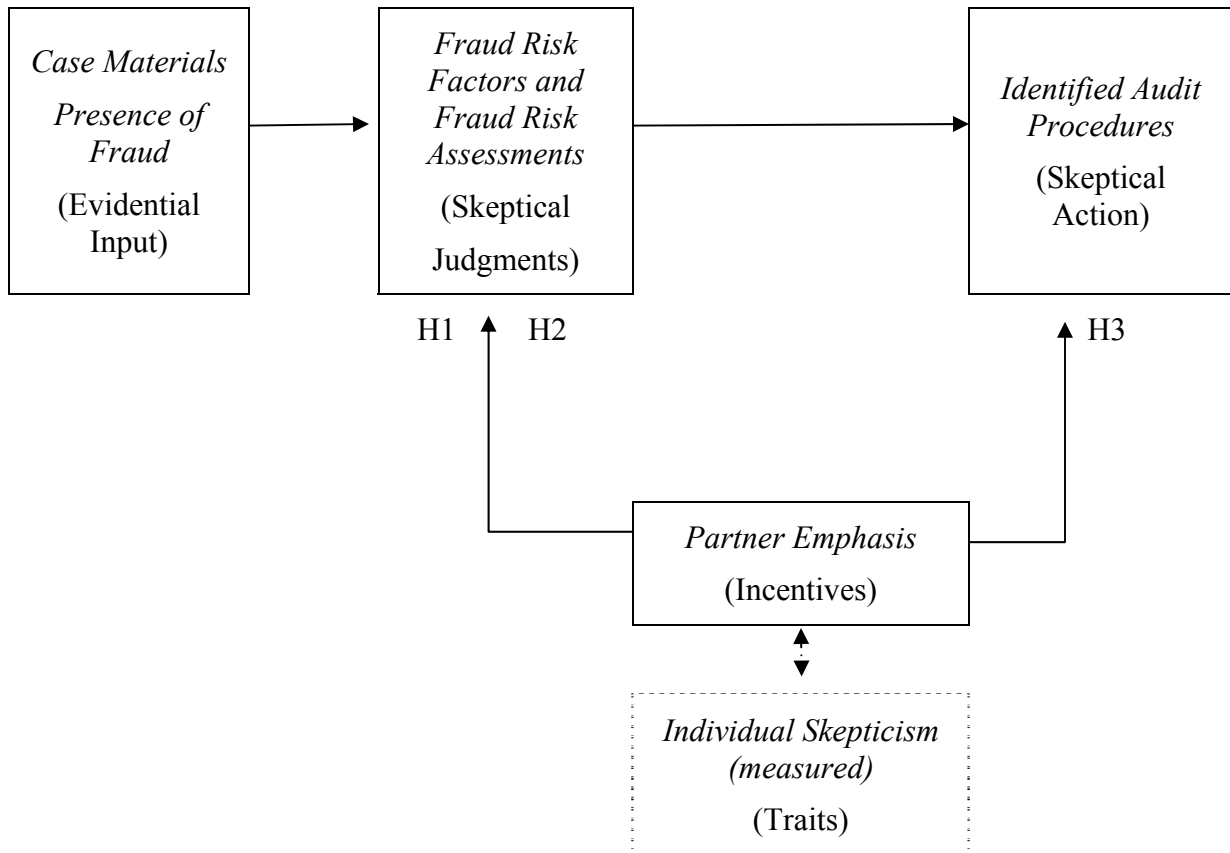 Case Materials
Presence of
Fraud
(Evidential
Input)
Fraud Risk
Factors and
Fraud Risk
Assessments
(Skeptical
Judgments)
Identified Audit
Procedures
(Skeptical
Action)
H1
H2
H3
Partner Emphasis
(Incentives)
Individual Skepticism
(measured)
(Traits)